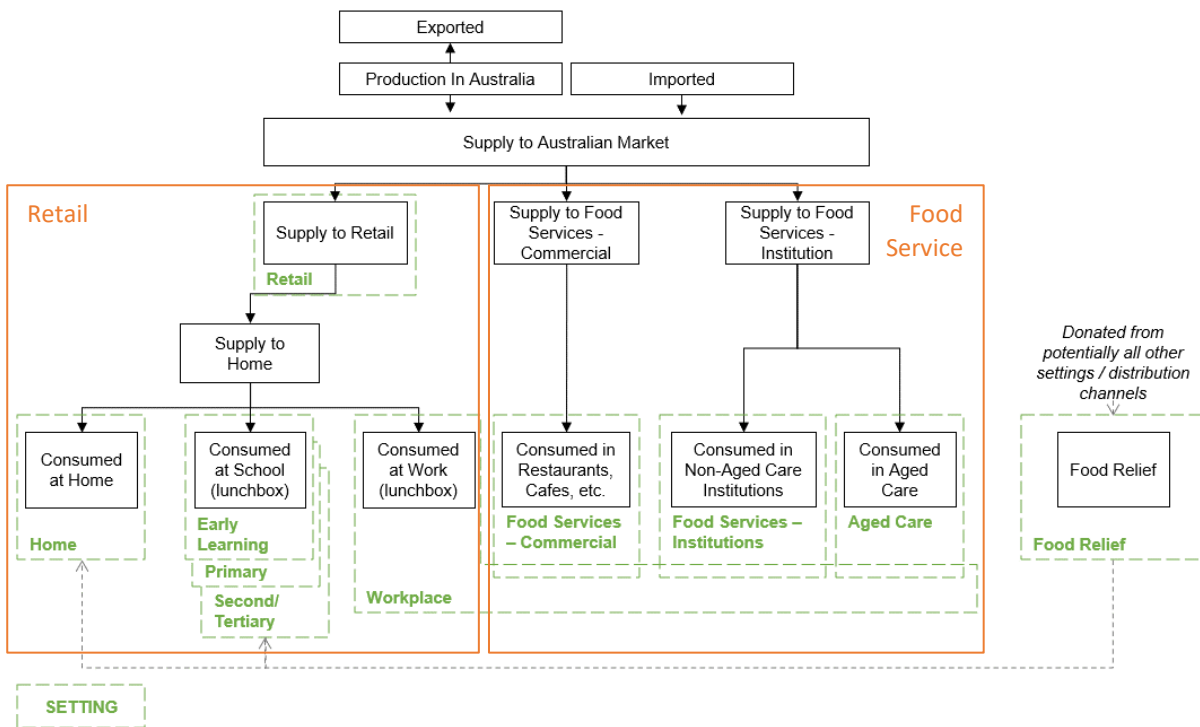 Exported
Production In Australia
Imported
Supply to Australian Market
Retail
Supply to Retail
Retail
Supply to Food
Services -
Commercial
Supply to Food
Services -
Institution
Food
Service
Supply to
Home
Donated from
potentially all other
settings / distribution
channels
Consumed
at Home
Home
Consumed
at School
(lunchbox)
Early
Learning
Primary
Second/
Tertiary
Consumed
at Work
(lunchbox)
Workplace
Consumed in
Restaurants,
Cafes, etc.
Food Services
– Commercial
Consumed in
Non-Aged Care
Institutions
Food Services –
Institutions
Consumed
in Aged
Care
Aged Care
Food Relief
Food Relief
SETTING